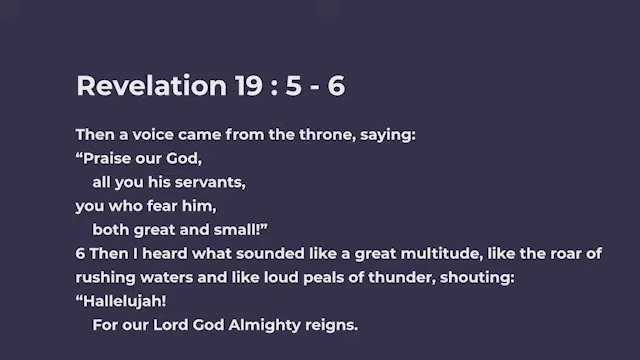 Revelation 19 : 5 - 6
Then a voice came from the throne, saying:
“Praise our God,
all you his servants,
you who fear him,
both great and small!”
6 Then I heard what sounded like a great multitude, like the roar of
rushing waters and like loud peals of thunder, shouting:
“Hallelujah!
For our Lord God Almighty reigns.